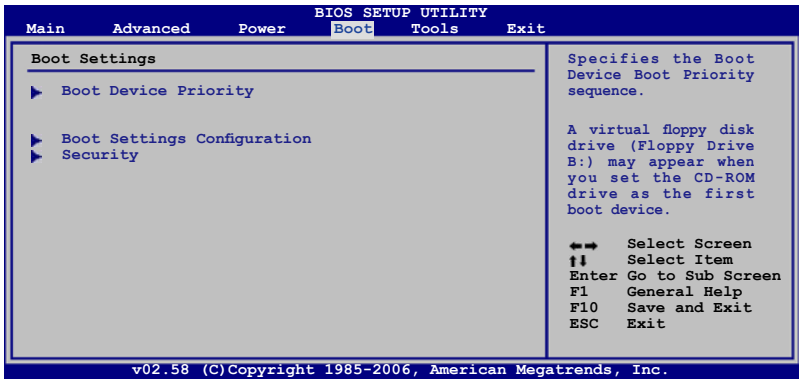 BIOS SETUP UTILITY
Main Advanced Power Boot Tools Exit
Boot Settings
Boot Device Priority
Boot Settings Configuration
Security
Specifies the Boot
Device Boot Priority
sequence.
A virtual floppy disk
drive (Floppy Drive
B:) may appear when
you set the CD-ROM
drive as the first
boot device.
Select Screen
Select Item
Enter Go to Sub Screen
F1 General Help
F10 Save and Exit
ESC Exit
v02.58 (C)Copyright 1985-2006, American Megatrends, Inc.